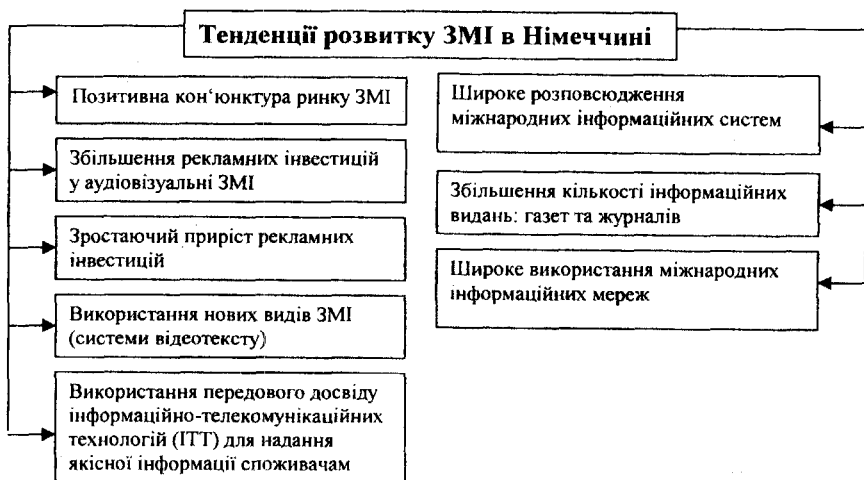 Тенденції розвитку ЗМІ в Німеччині
Позитивна кон‘юнктура ринку ЗМІ
Збільшення рекламних інвестицій
у аудіовізуальні ЗМІ
Зростаючий приріст рекламних
інвестицій
Використання нових видів ЗМІ
(системи відеотексту)
Використання передового досвіду
інформаційно-телекомунікаційних
технологій (ІТТ) для надання
якісної інформації споживачам
Широке розповсюдження
міжнародних інформаційних систем
Збільшення кількості інформаційних
видань: газет та журналів
Широке використання міжнародних
інформаційних мереж